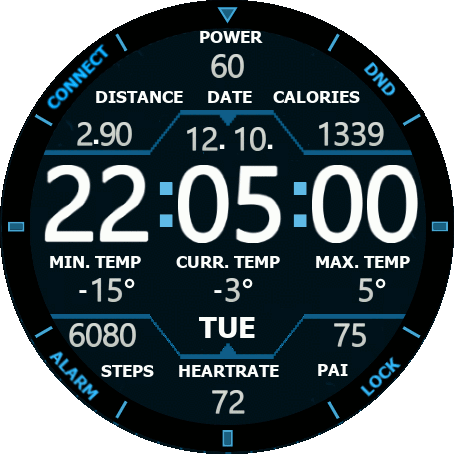 POWER
60
CONNECT
DND
DISTANCE DATE CALORIES
2.90 12. 10. 1339
22:05:00
MIN. TEMP CURR. TEMP MAX. TEMP
-15° -3° 5°
6080 TUE 75
ALARM
LOCK
STEPS HEARTRATE PAI
72